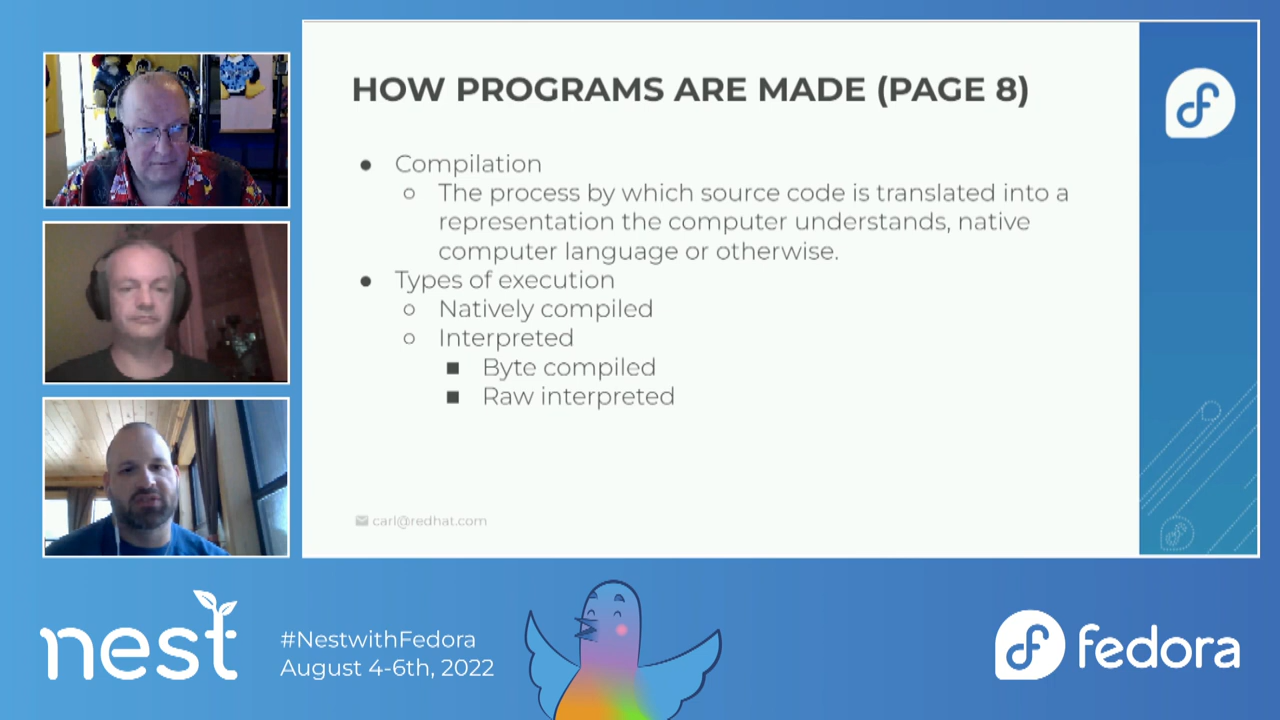 HOW PROGRAMS ARE MADE (PAGE 8)
● Compilation
○ The process by which source code is translated into a
representation the computer understands, native
computer language or otherwise.
● Types of execution
○ Natively compiled
○ Interpreted
■ Byte compiled
■ Raw interpreted
carl@redhat.com
nest
#NestwithFedora
August 4-6th, 2022
fedora